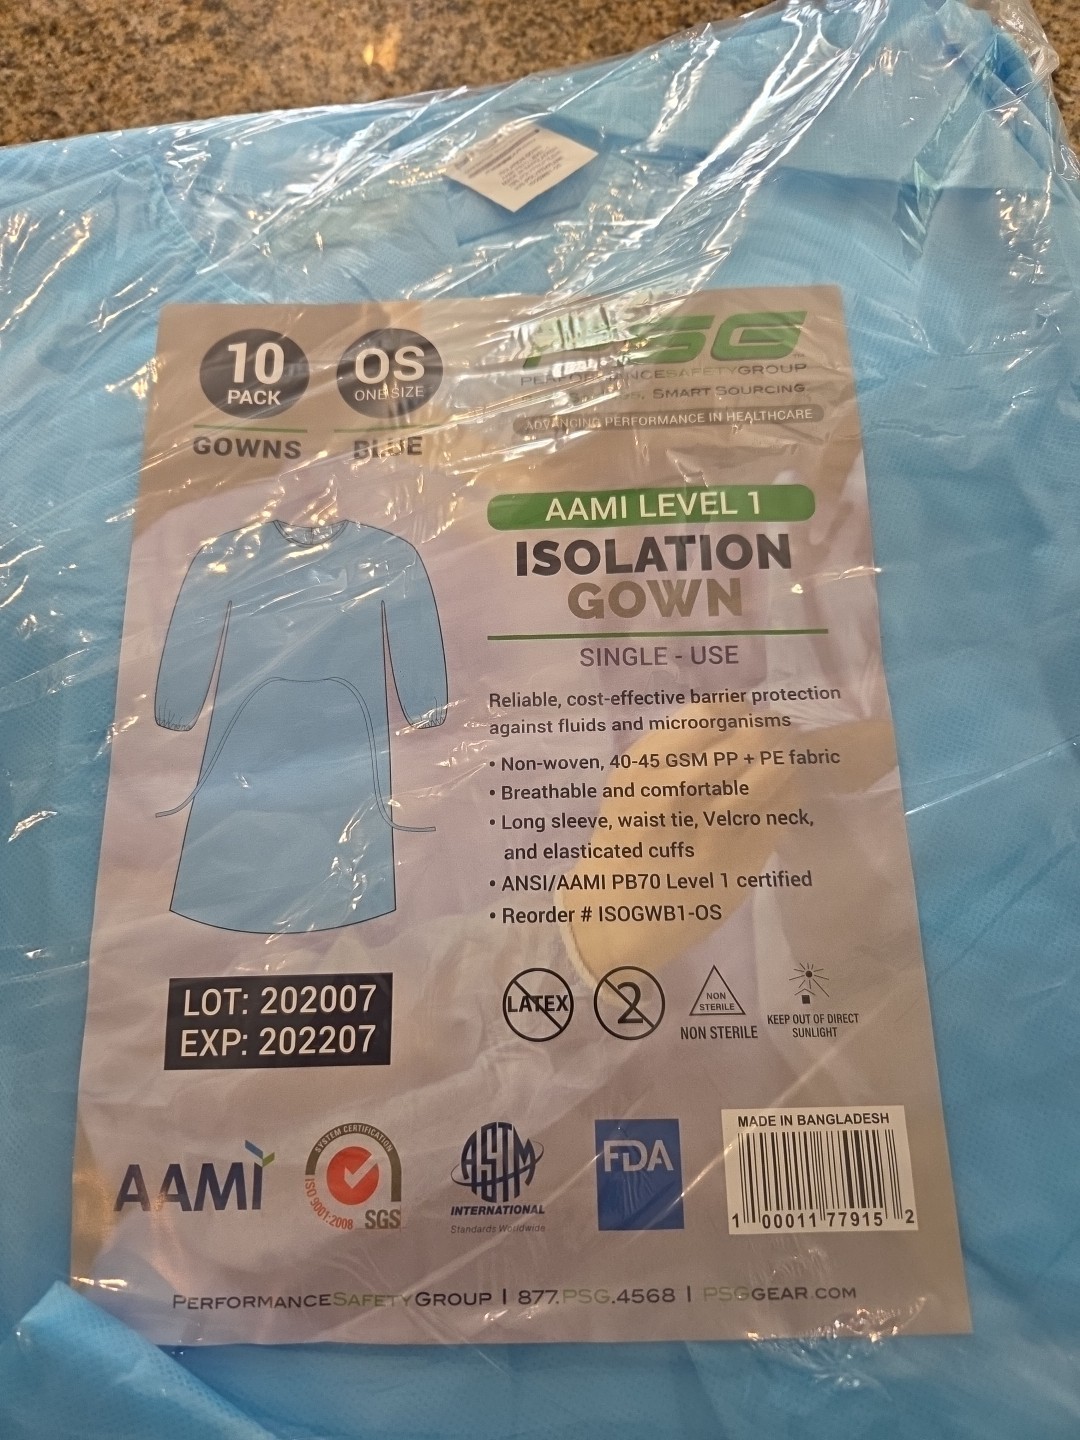 10
PACK
GOWNS
OS
ONE SIZE
BLUE
PSG
PERFORMANCESAFETYGROUP
, SMART SOURCING
ADVANCING PERFORMANCE IN HEALTHCARE
AAMI LEVEL 1
ISOLATION
GOWN
SINGLE - USE
Reliable, cost-effective barrier protection
against fluids and microorganisms
• Non-woven, 40-45 GSM PP + PE fabric
• Breathable and comfortable
• Long sleeve, waist tie, Velcro neck,
and elasticated cuffs
• ANSI/AAMI PB70 Level 1 certified
• Reorder # ISOGWB1-OS
LOT: 202007
EXP: 202207
LATEX
2
NON
STERILE
NON STERILE
KEEP OUT OF DIRECT
SUNLIGHT
AAMI
SYSTEM CERTIFICATION
ISO 9001:2008
SGS
ASTM
INTERNATIONAL
Standards Worldwide
FDA
MADE IN BANGLADESH
1 00011 77915 2
PERFORMANCESAFETYGROUP | 877.PSG.4568 | PSGGEAR.COM